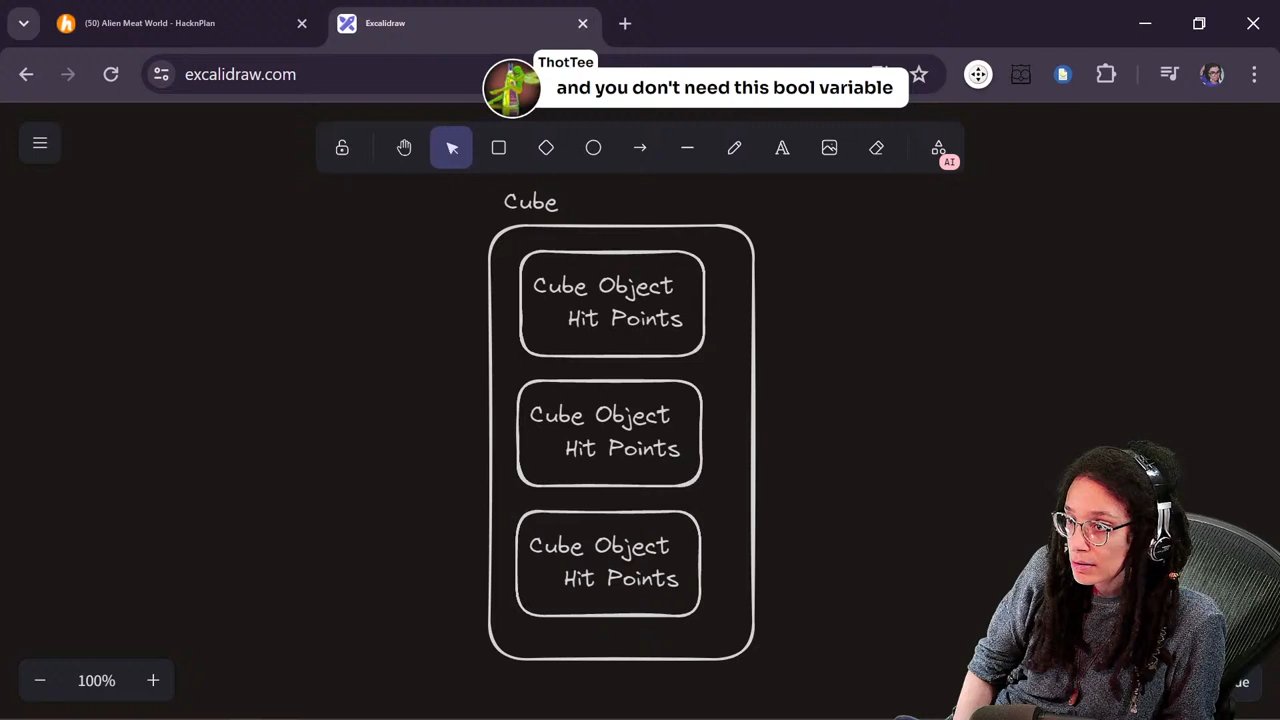 (50) Alien Meat World - HacknPlan
Excalidraw
excalidraw.com
ThotTee
and you don't need this bool variable
AI
Cube
Cube Object
Hit Points
Cube Object
Hit Points
Cube Object
Hit Points
100%